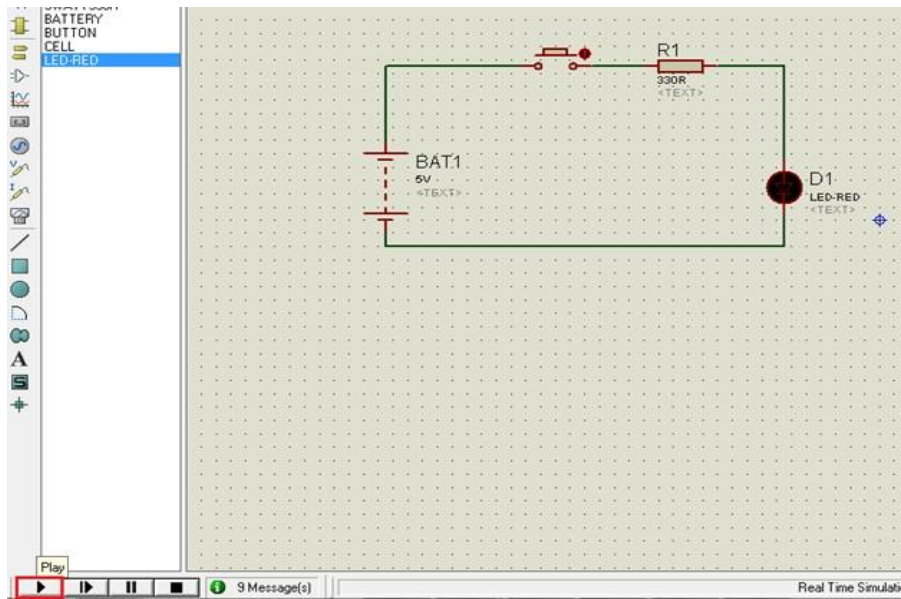 BATTERY
BUTTON
CELL
LED-RED
R1
330R
<TEXT>
BAT1
<TEXT>
D1
LED-RED
<TEXT>
A
S
Play
9 Message(s)
Real Time Simulati